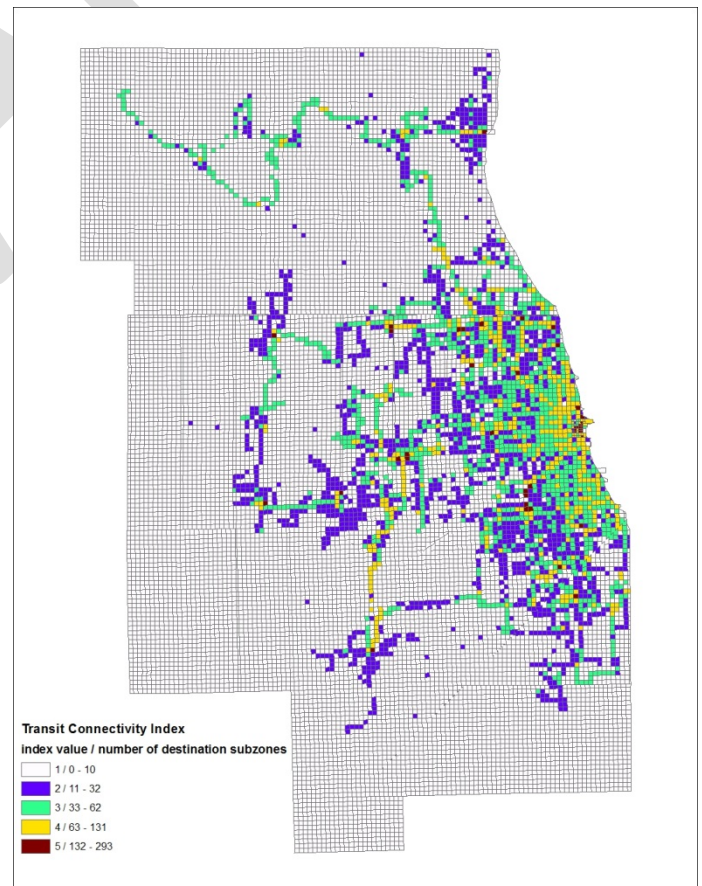 Transit Connectivity Index
index value / number of destination subzones
1 / 0 - 10
2 / 11 - 32
3 / 33 - 62
4 / 63 - 131
5 / 132 - 293